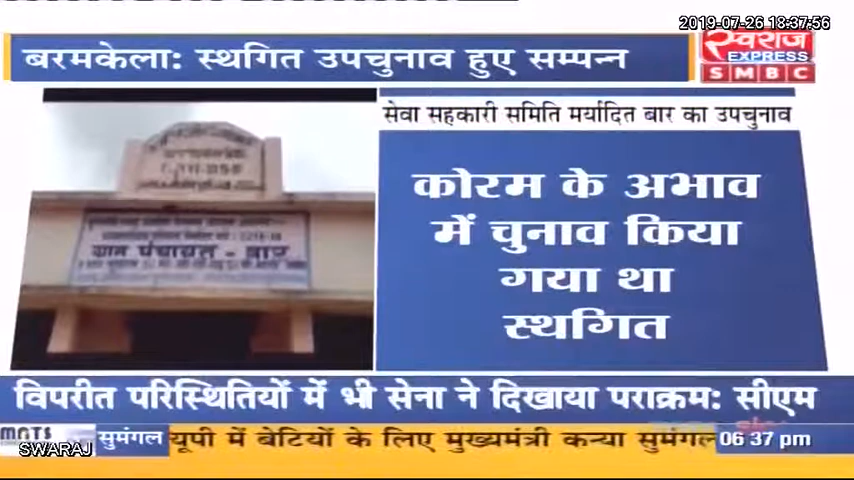 2019-07-26 18:37:56
बरमकेला: स्थगित उपचुनाव हुए सम्पन्न
स्वराज
EXPRESS
SMBC
सेवा सहकारी समिति मर्यादित बार का उपचुनाव
कोरम के अभाव
में चुनाव किया
गया था
स्थगित
ग्राम पंचायत - बार
विपरीत परिस्थितियों में भी सेना ने दिखाया पराक्रम: सीएम
सुमंगल यूपी में बेटियों के लिए मुख्यमंत्री कन्या सुमंगल
SWARAJ
06:37 pm